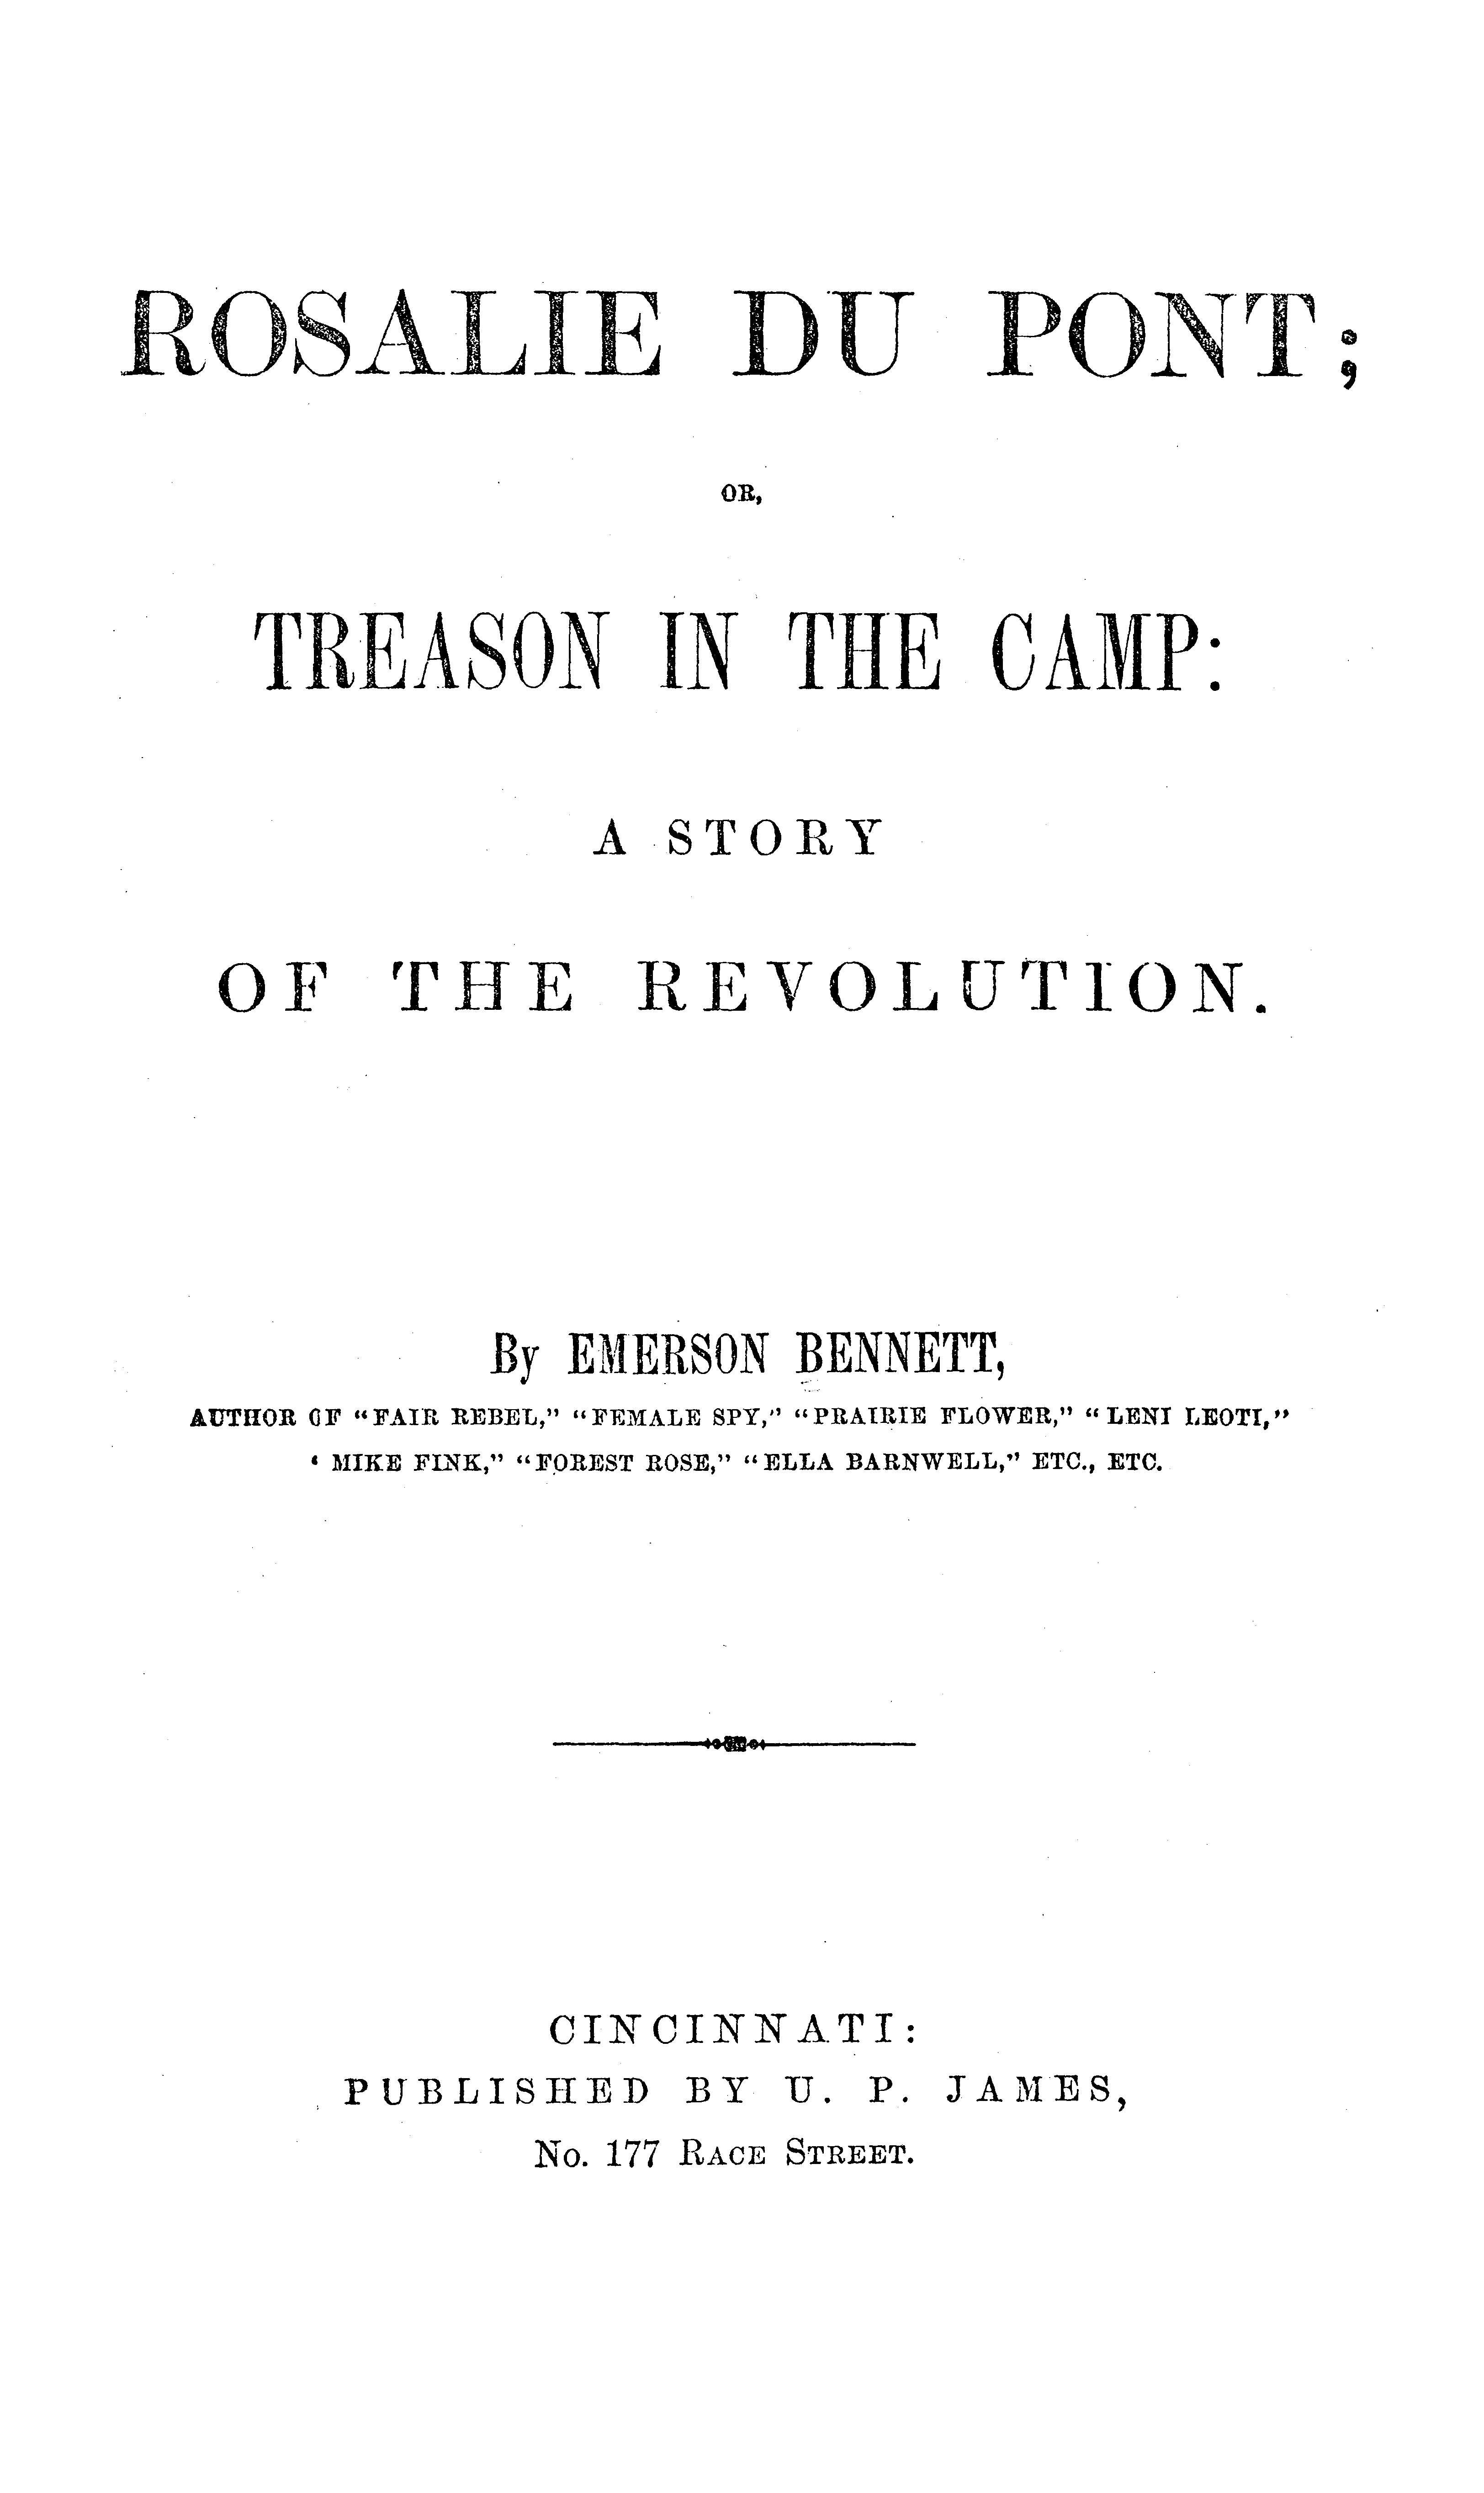 ROSALIE DU PONT;
OR,
TREASON IN THE CAMP:
A STORY
OF THE REVOLUTION.
By EMERSON BENNETT,
AUTHOR OF “FAIR REBEL,” “FEMALE SPY,” “PRAIRIE FLOWER,” “LENI LEOTI,”
‘ MIKE FINK,” “FOREST ROSE,” “ELLA BARNWELL,” ETC., ETC.
CINCINNATI:
PUBLISHED BY U. P. JAMES,
No. 177 RACE STREET.